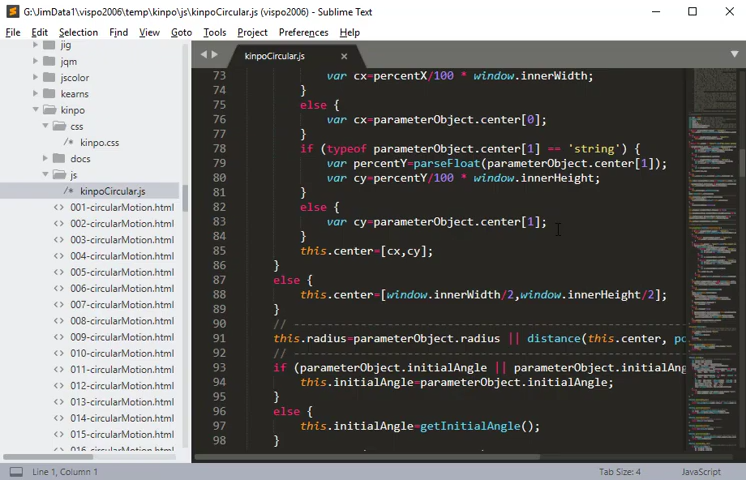 G:\JimData1\vispo2006\temp\kinpo\js\kinpoCircular.js (vispo2006) - Sublime Text
File Edit Selection Find View Goto Tools Project Preferences Help
jig
jqm
jscolor
kearns
kinpo
css
/* kinpo.css
docs
js
/* kinpoCircular.js
<> 001-circularMotion.html
<> 002-circularMotion.html
<> 003-circularMotion.html
<> 004-circularMotion.html
<> 005-circularMotion.html
<> 006-circularMotion.html
<> 007-circularMotion.html
<> 008-circularMotion.html
<> 009-circularMotion.html
<> 010-circularMotion.html
<> 011-circularMotion.html
<> 012-circularMotion.html
<> 013-circularMotion.html
<> 014-circularMotion.html
<> 015-circularMotion.html
<> 016-circularMotion.html
kinpoCircular.js
73 var cx=percentX/100 * window.innerWidth;
74 }
75 else {
76 var cx=parameterObject.center[0];
77 }
78 if (typeof parameterObject.center[1] == 'string') {
79 var percentY=parseFloat(parameterObject.center[1]);
80 var cy=percentY/100 * window.innerHeight;
81 }
82 else {
83 var cy=parameterObject.center[1];
84 }
85 this.center=[cx,cy];
86 }
87 else {
88 this.center=[window.innerWidth/2,window.innerHeight/2];
89 }
90 // ------------------------------------------------------------
91 this.radius=parameterObject.radius || distance(this.center, po
92 // ------------------------------------------------------------
93 if (parameterObject.initialAngle || parameterObject.initialAng
94 this.initialAngle=parameterObject.initialAngle;
95 }
96 else {
97 this.initialAngle=getInitialAngle();
98 }
Line 1, Column 1
Tab Size: 4
JavaScript